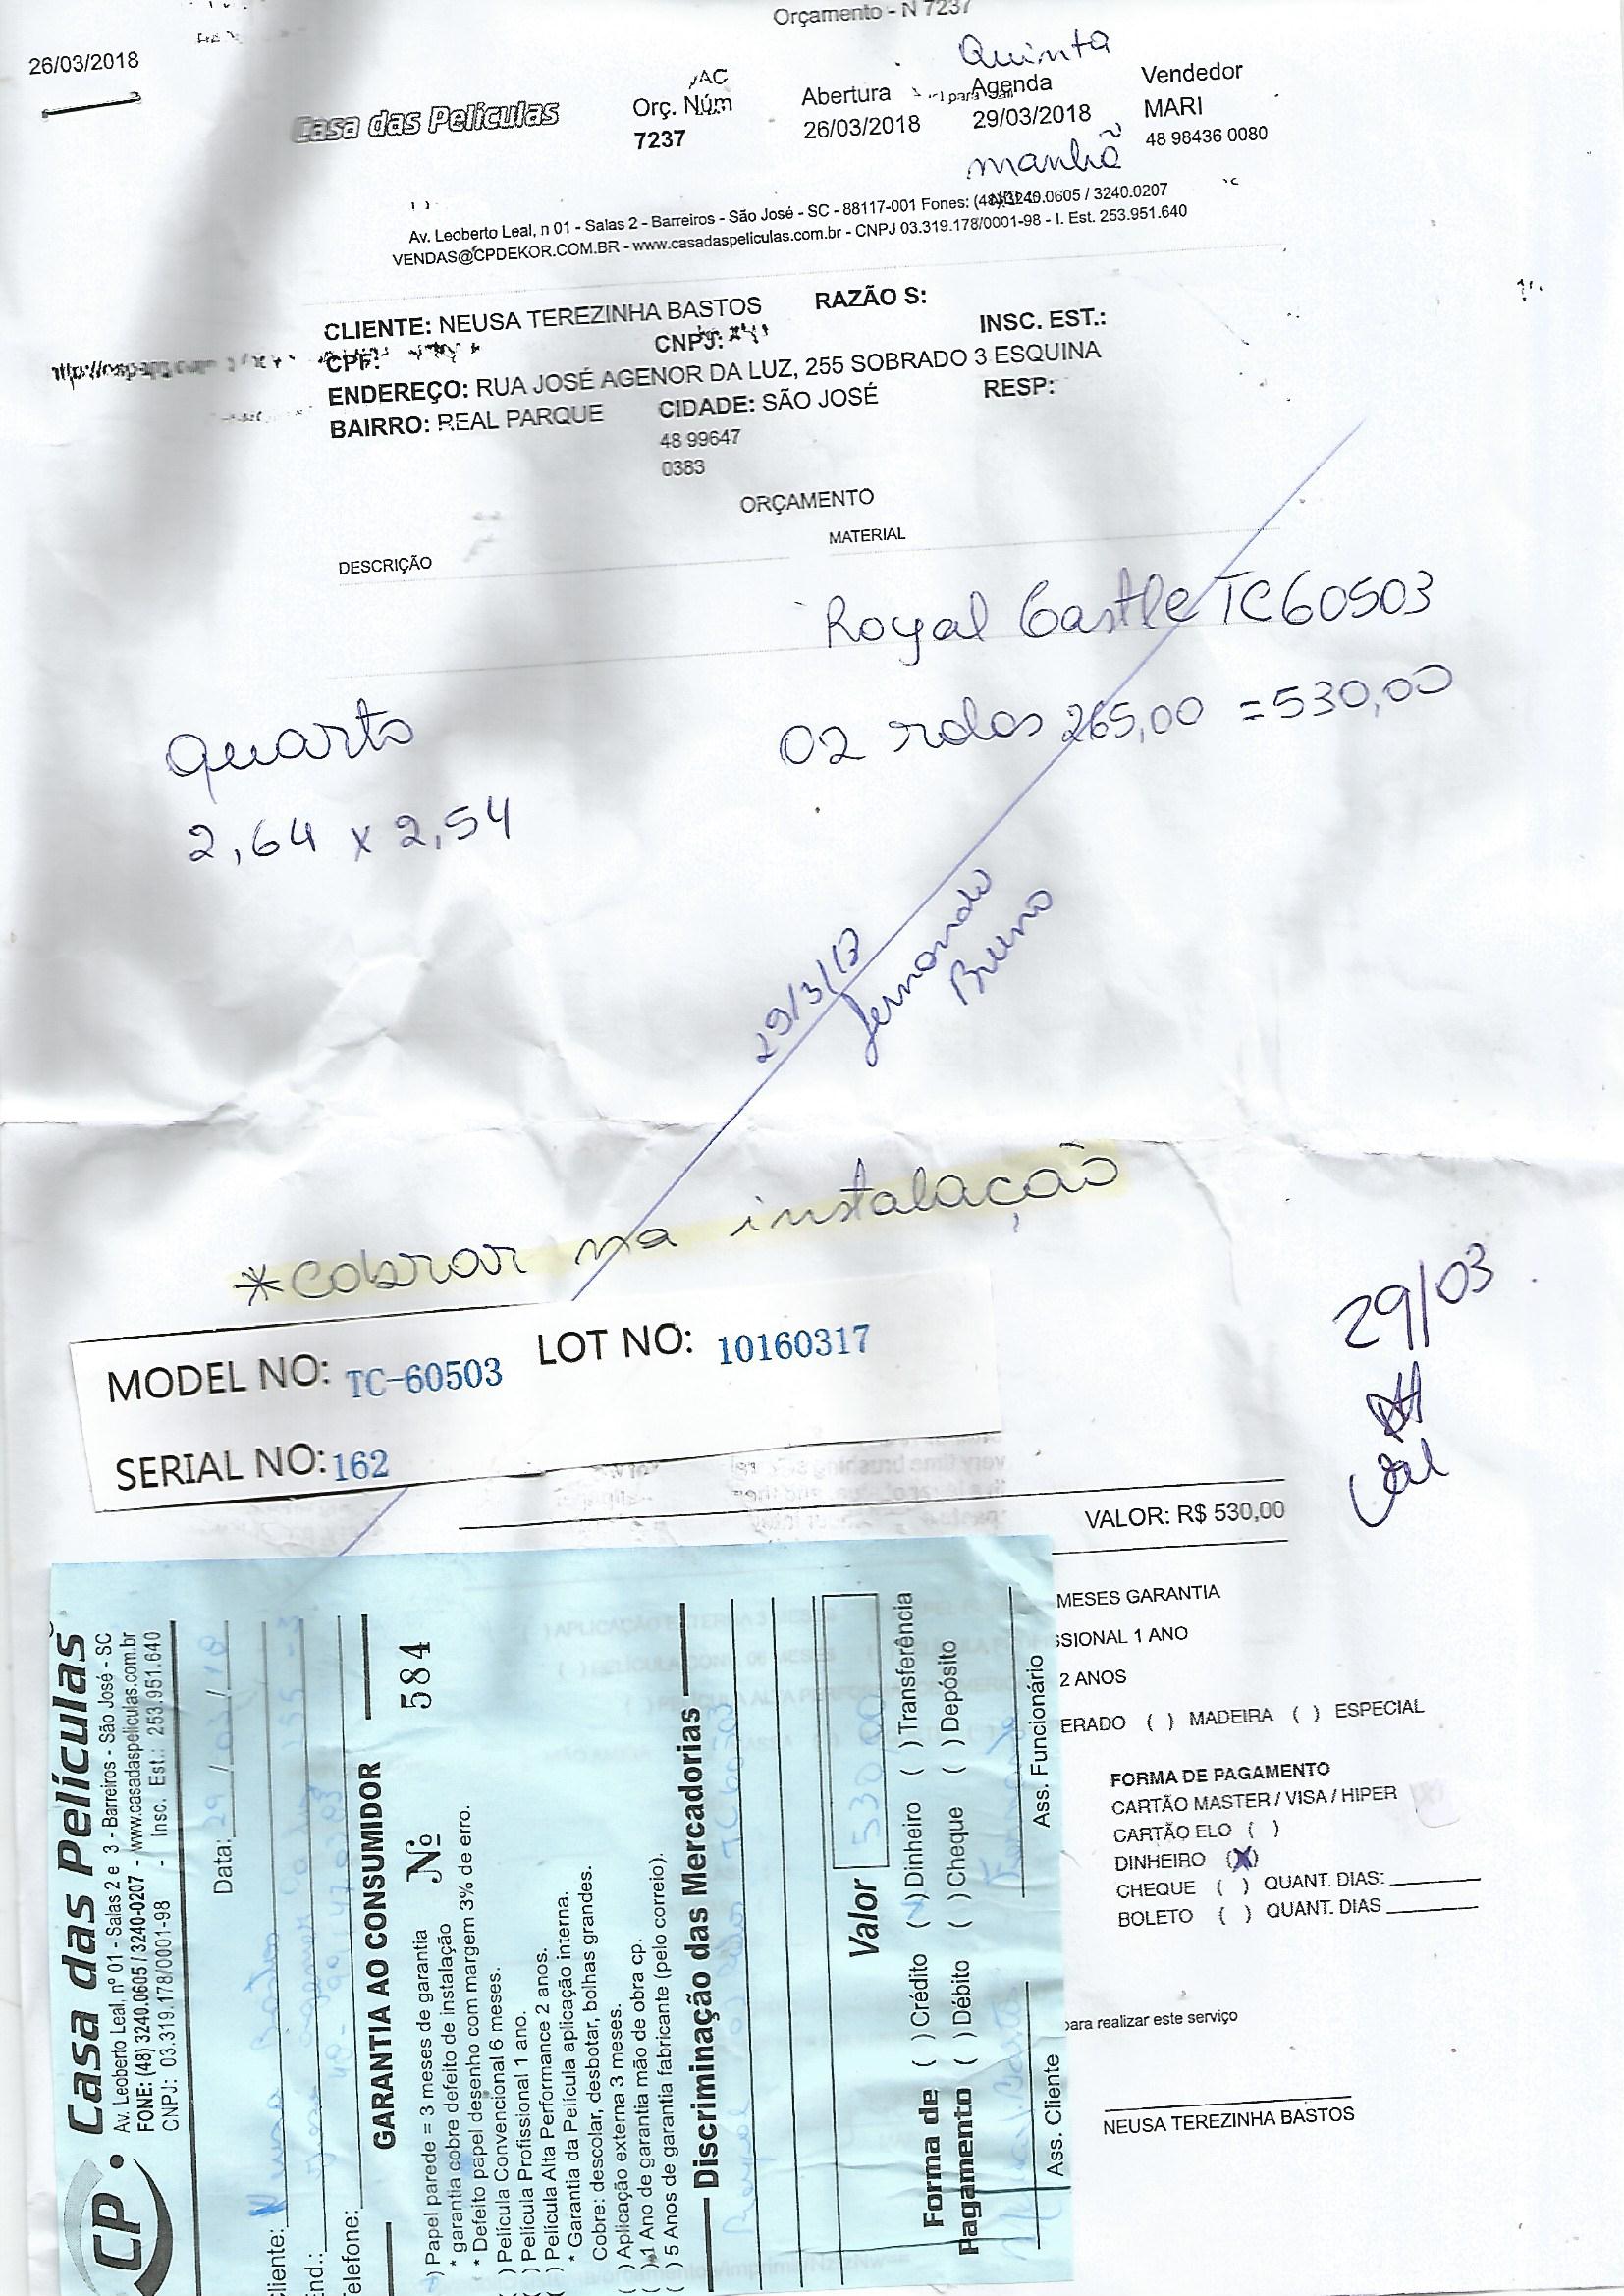 Orçamento - N 7237
26/03/2018
Quinta
Casa das Películas
Orç. Núm
7237
Abertura
26/03/2018
Agenda
29/03/2018
manhã
Vendedor
MARI
48 98436 0080
Av. Leoberto Leal, n 01 - Salas 2 - Barreiros - São José - SC - 88117-001 Fones: (48)3240.0605 / 3240.0207
VENDAS@CPDEKOR.COM.BR - www.casadaspeliculas.com.br - CNPJ 03.319.178/0001-98 - I. Est. 253.951.640
CLIENTE: NEUSA TEREZINHA BASTOS RAZÃO S:
CPF: CNPJ: INSC. EST.:
ENDEREÇO: RUA JOSÉ AGENOR DA LUZ, 255 SOBRADO 3 ESQUINA
BAIRRO: REAL PARQUE CIDADE: SÃO JOSÉ RESP:
48 99647
0383
ORÇAMENTO
DESCRIÇÃO MATERIAL
Royal Castle TC60503
quarto 02 rolos 265,00 = 530,00
2,64 x 2,54
29/3/18
Fernando
Bruno
*cobrar na instalação
MODEL NO: TC-60503 LOT NO: 10160317
SERIAL NO: 162
29/03
VALOR: R$ 530,00
MESES GARANTIA
SSIONAL 1 ANO
2 ANOS
ERADO ( ) MADEIRA ( ) ESPECIAL
FORMA DE PAGAMENTO
CARTÃO MASTER / VISA / HIPER
CARTÃO ELO ( )
DINHEIRO (X)
CHEQUE ( ) QUANT. DIAS:
BOLETO ( ) QUANT. DIAS
para realizar este serviço
NEUSA TEREZINHA BASTOS
CP. Casa das Películas
Av. Leoberto Leal, nº 01 - Salas 2 e 3 - Barreiros - São José - SC
FONE: (48) 3240.0605 / 3240-0207 - www.casadaspeliculas.com.br
CNPJ: 03.319.178/0001-98 - Insc. Est.: 253.951.640
Data: 29/03/18
cliente: Neusa Bastos
End.:
elefone:
GARANTIA AO CONSUMIDOR Nº 584
) Papel parede = 3 meses de garantia
* garantia cobre defeito de instalação
* Defeito papel desenho com margem 3% de erro.
) Película Convencional 6 meses.
) Película Profissional 1 ano.
) Película Alta Performance 2 anos.
* Garantia da Película aplicação interna.
Cobre: descolar, desbotar, bolhas grandes.
( ) Aplicação externa 3 meses.
( ) 1 Ano de garantia mão de obra cp.
( ) 5 Anos de garantia fabricante (pelo correio).
Discriminação das Mercadorias
Royal 02 rolos TC60503
Valor 530,00
Forma de Pagamento
( ) Crédito (x) Dinheiro ( ) Transferência
( ) Débito ( ) Cheque ( ) Depósito
Fernando
Ass. Cliente Ass. Funcionário